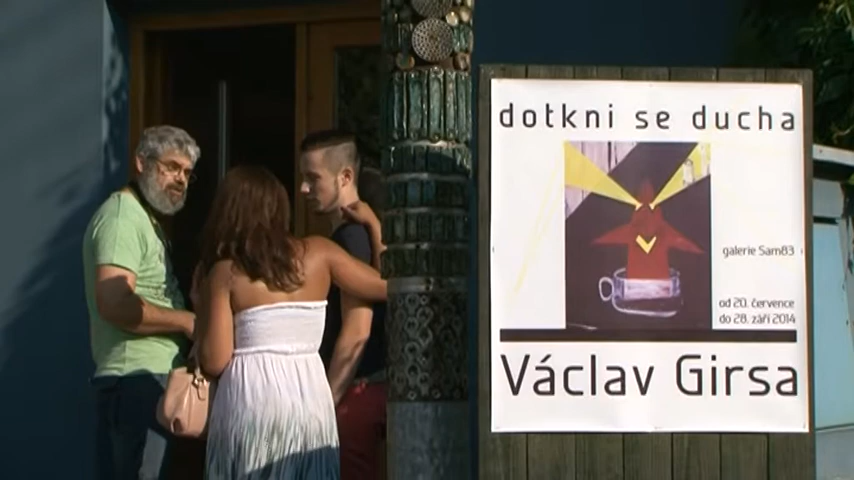 dotkni se ducha
galerie Sam83
od 20. července
do 28. září 2014
Václav Girsa